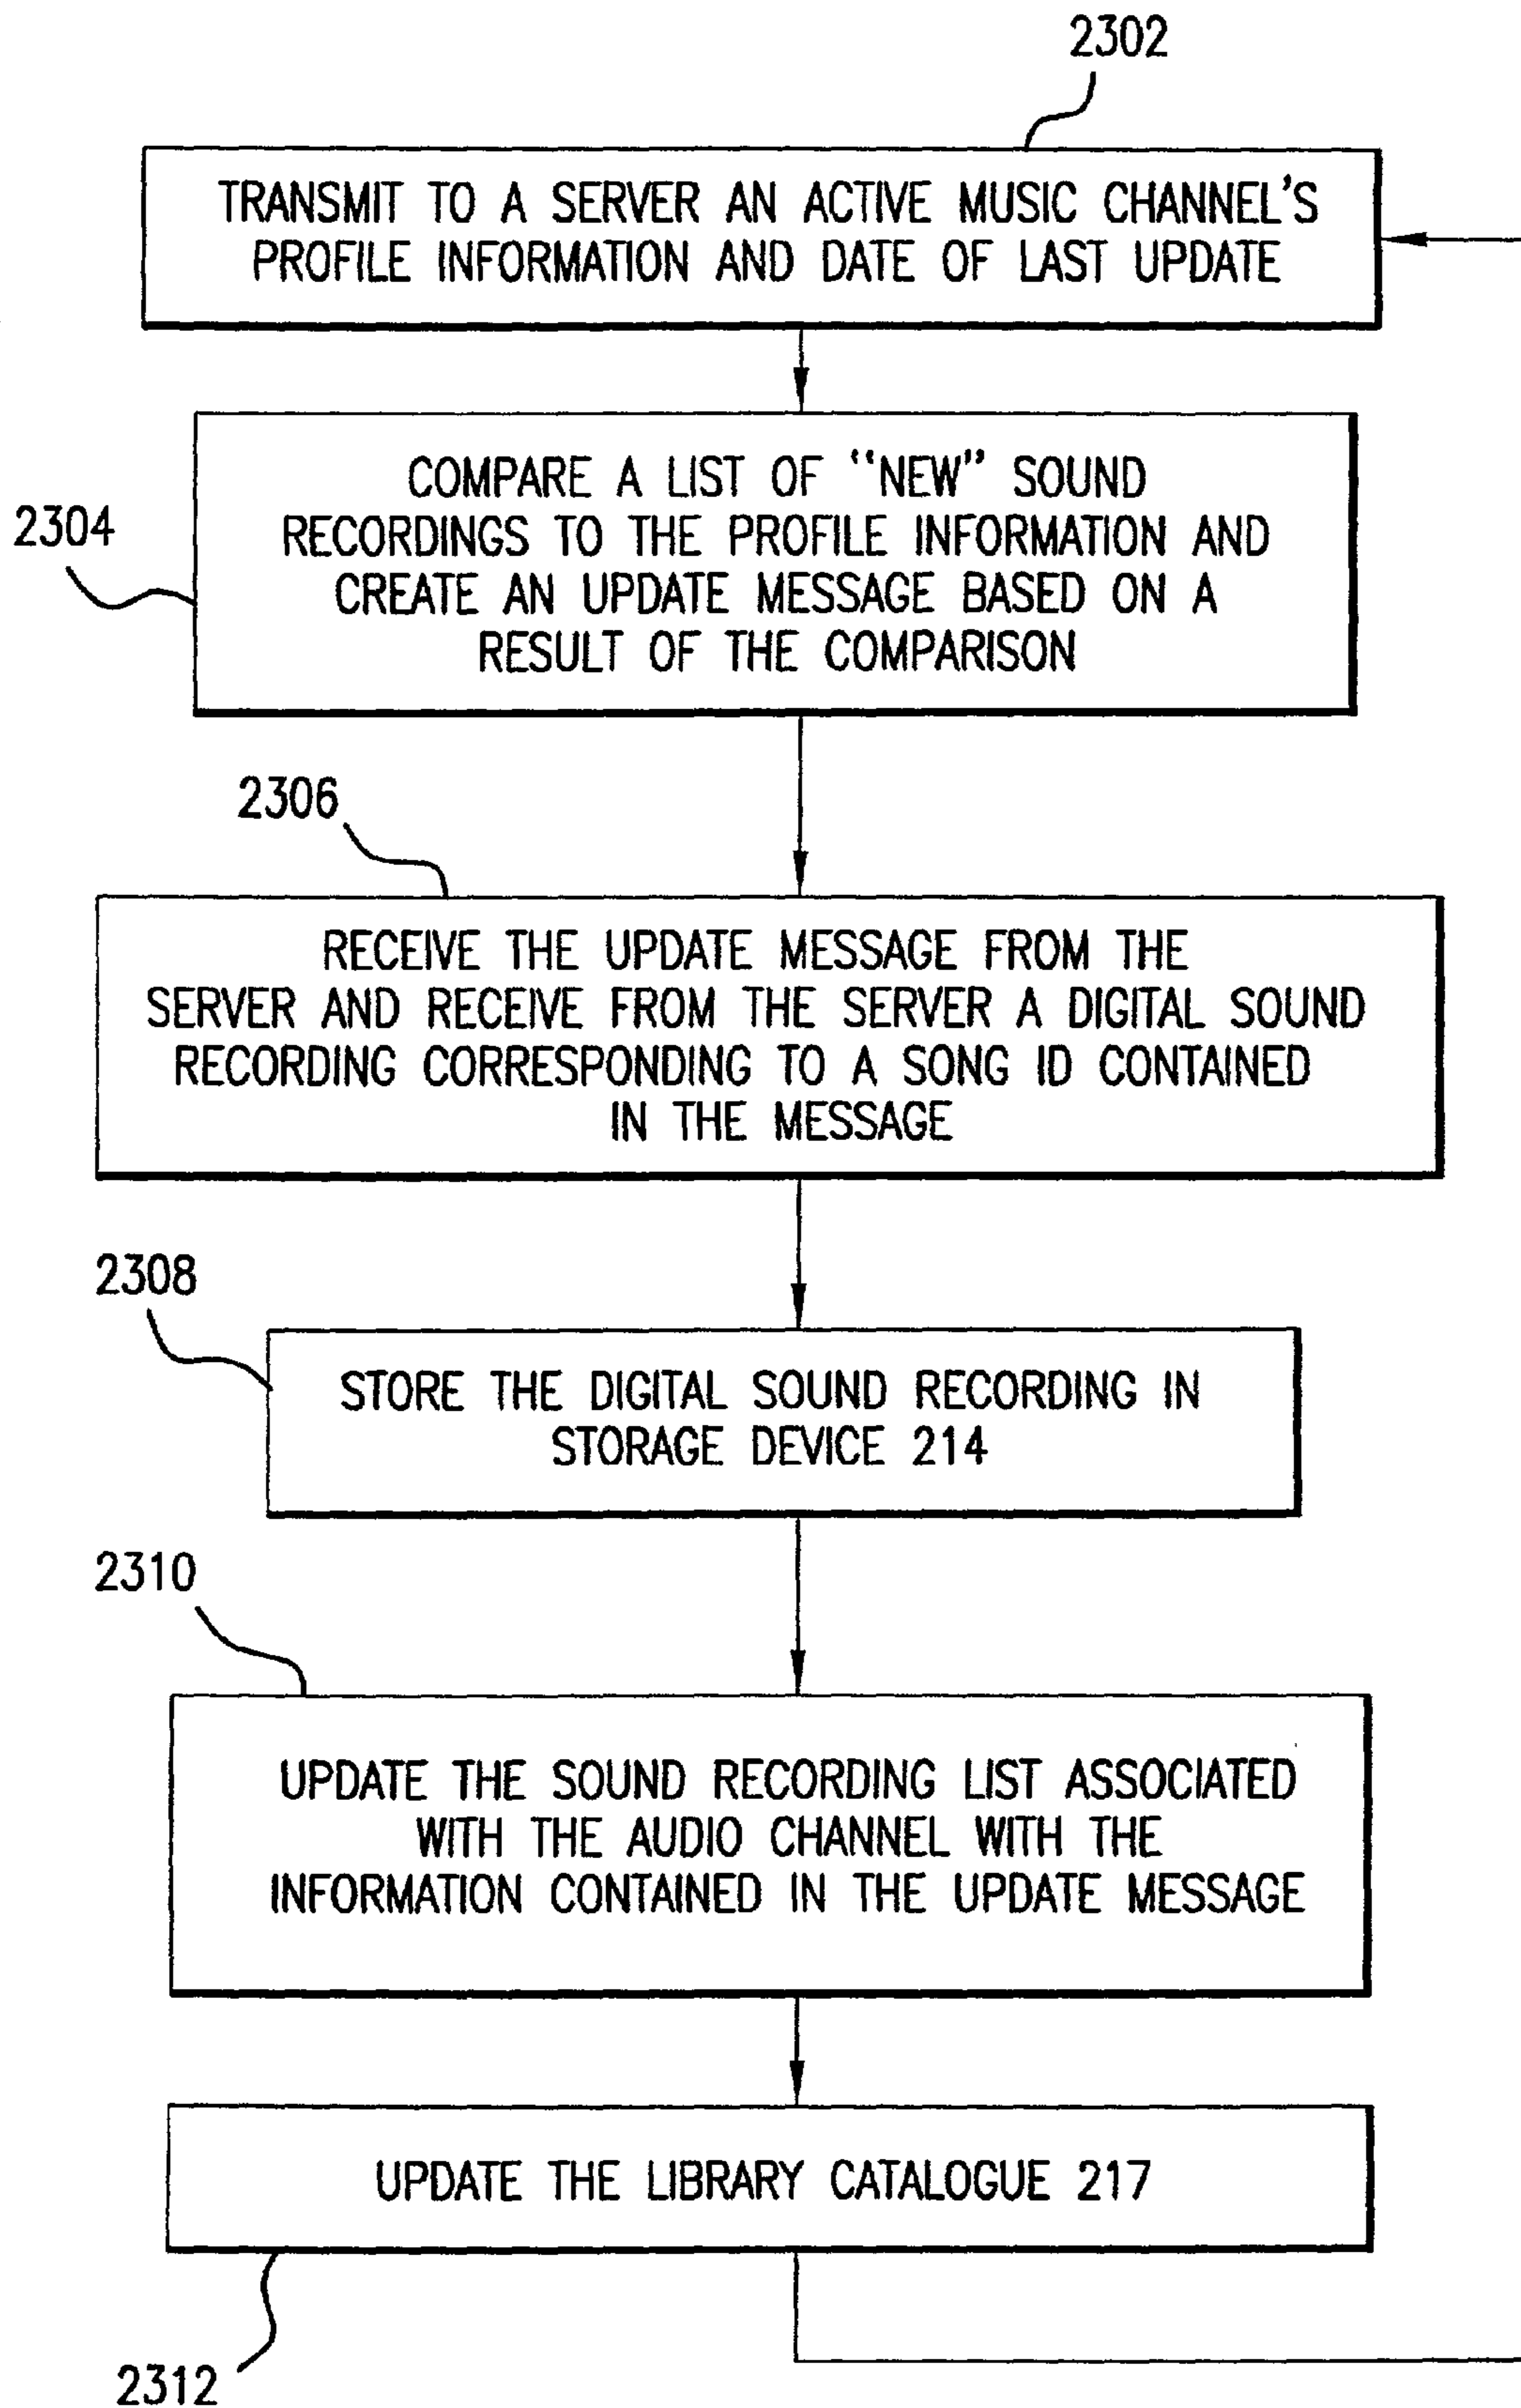 2302
TRANSMIT TO A SERVER AN ACTIVE MUSIC CHANNEL'S
PROFILE INFORMATION AND DATE OF LAST UPDATE
2304
COMPARE A LIST OF "NEW" SOUND
RECORDINGS TO THE PROFILE INFORMATION AND
CREATE AN UPDATE MESSAGE BASED ON A
RESULT OF THE COMPARISON
2306
RECEIVE THE UPDATE MESSAGE FROM THE
SERVER AND RECEIVE FROM THE SERVER A DIGITAL SOUND
RECORDING CORRESPONDING TO A SONG ID CONTAINED
IN THE MESSAGE
2308
STORE THE DIGITAL SOUND RECORDING IN
STORAGE DEVICE 214
2310
UPDATE THE SOUND RECORDING LIST ASSOCIATED
WITH THE AUDIO CHANNEL WITH THE
INFORMATION CONTAINED IN THE UPDATE MESSAGE
UPDATE THE LIBRARY CATALOGUE 217
2312